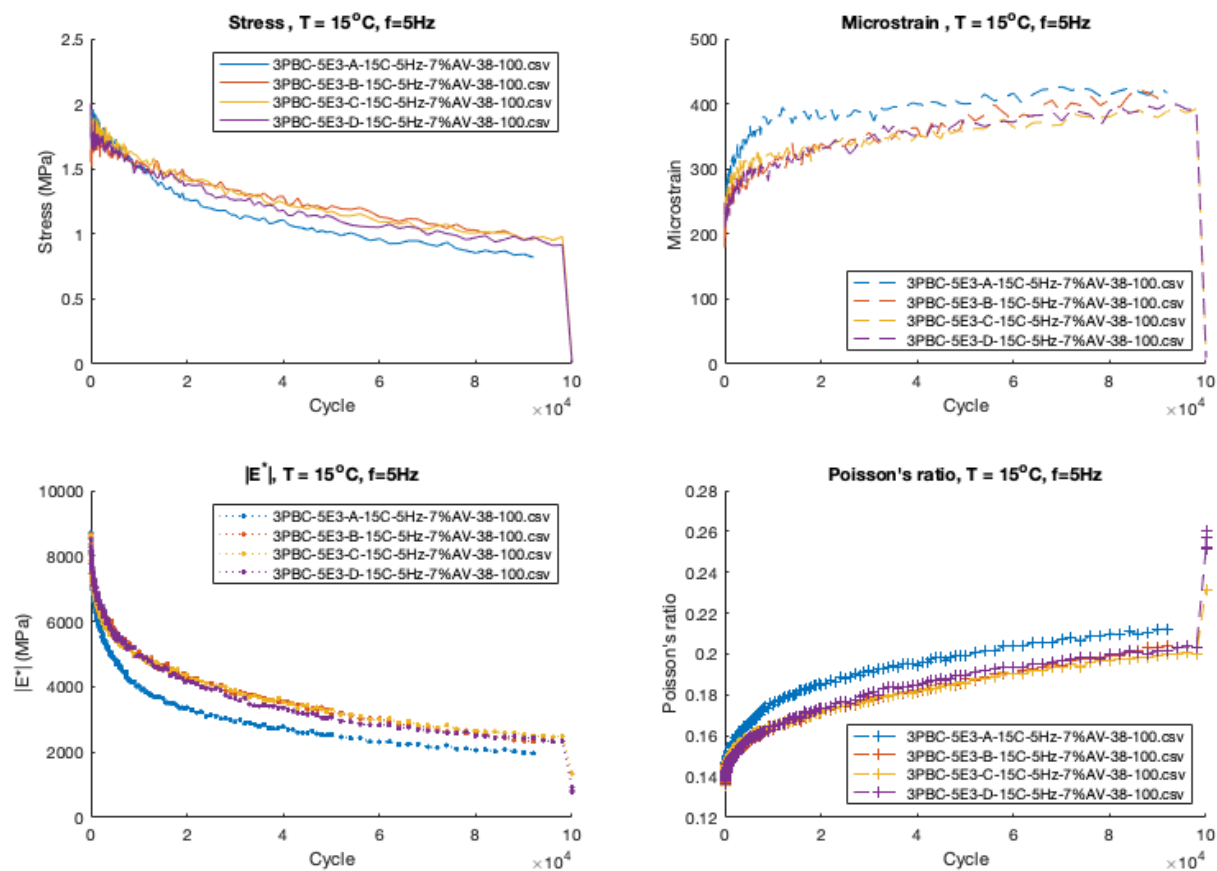 Stress , T = 15°C, f=5Hz
2.5
2
1.5
1
0.5
0
Stress (MPa)
3PBC-5E3-A-15C-5Hz-7%AV-38-100.csv
3PBC-5E3-B-15C-5Hz-7%AV-38-100.csv
3PBC-5E3-C-15C-5Hz-7%AV-38-100.csv
3PBC-5E3-D-15C-5Hz-7%AV-38-100.csv
0 2 4 6 8 10
Cycle
×10⁴
Microstrain , T = 15°C, f=5Hz
500
400
300
200
100
0
Microstrain
3PBC-5E3-A-15C-5Hz-7%AV-38-100.csv
3PBC-5E3-B-15C-5Hz-7%AV-38-100.csv
3PBC-5E3-C-15C-5Hz-7%AV-38-100.csv
3PBC-5E3-D-15C-5Hz-7%AV-38-100.csv
0 2 4 6 8 10
Cycle
×10⁴
|E*|, T = 15°C, f=5Hz
10000
8000
6000
4000
2000
0
|E*| (MPa)
3PBC-5E3-A-15C-5Hz-7%AV-38-100.csv
3PBC-5E3-B-15C-5Hz-7%AV-38-100.csv
3PBC-5E3-C-15C-5Hz-7%AV-38-100.csv
3PBC-5E3-D-15C-5Hz-7%AV-38-100.csv
0 2 4 6 8 10
Cycle
×10⁴
Poisson's ratio, T = 15°C, f=5Hz
0.28
0.26
0.24
0.22
0.2
0.18
0.16
0.14
0.12
Poisson's ratio
3PBC-5E3-A-15C-5Hz-7%AV-38-100.csv
3PBC-5E3-B-15C-5Hz-7%AV-38-100.csv
3PBC-5E3-C-15C-5Hz-7%AV-38-100.csv
3PBC-5E3-D-15C-5Hz-7%AV-38-100.csv
0 2 4 6 8 10
Cycle
×10⁴